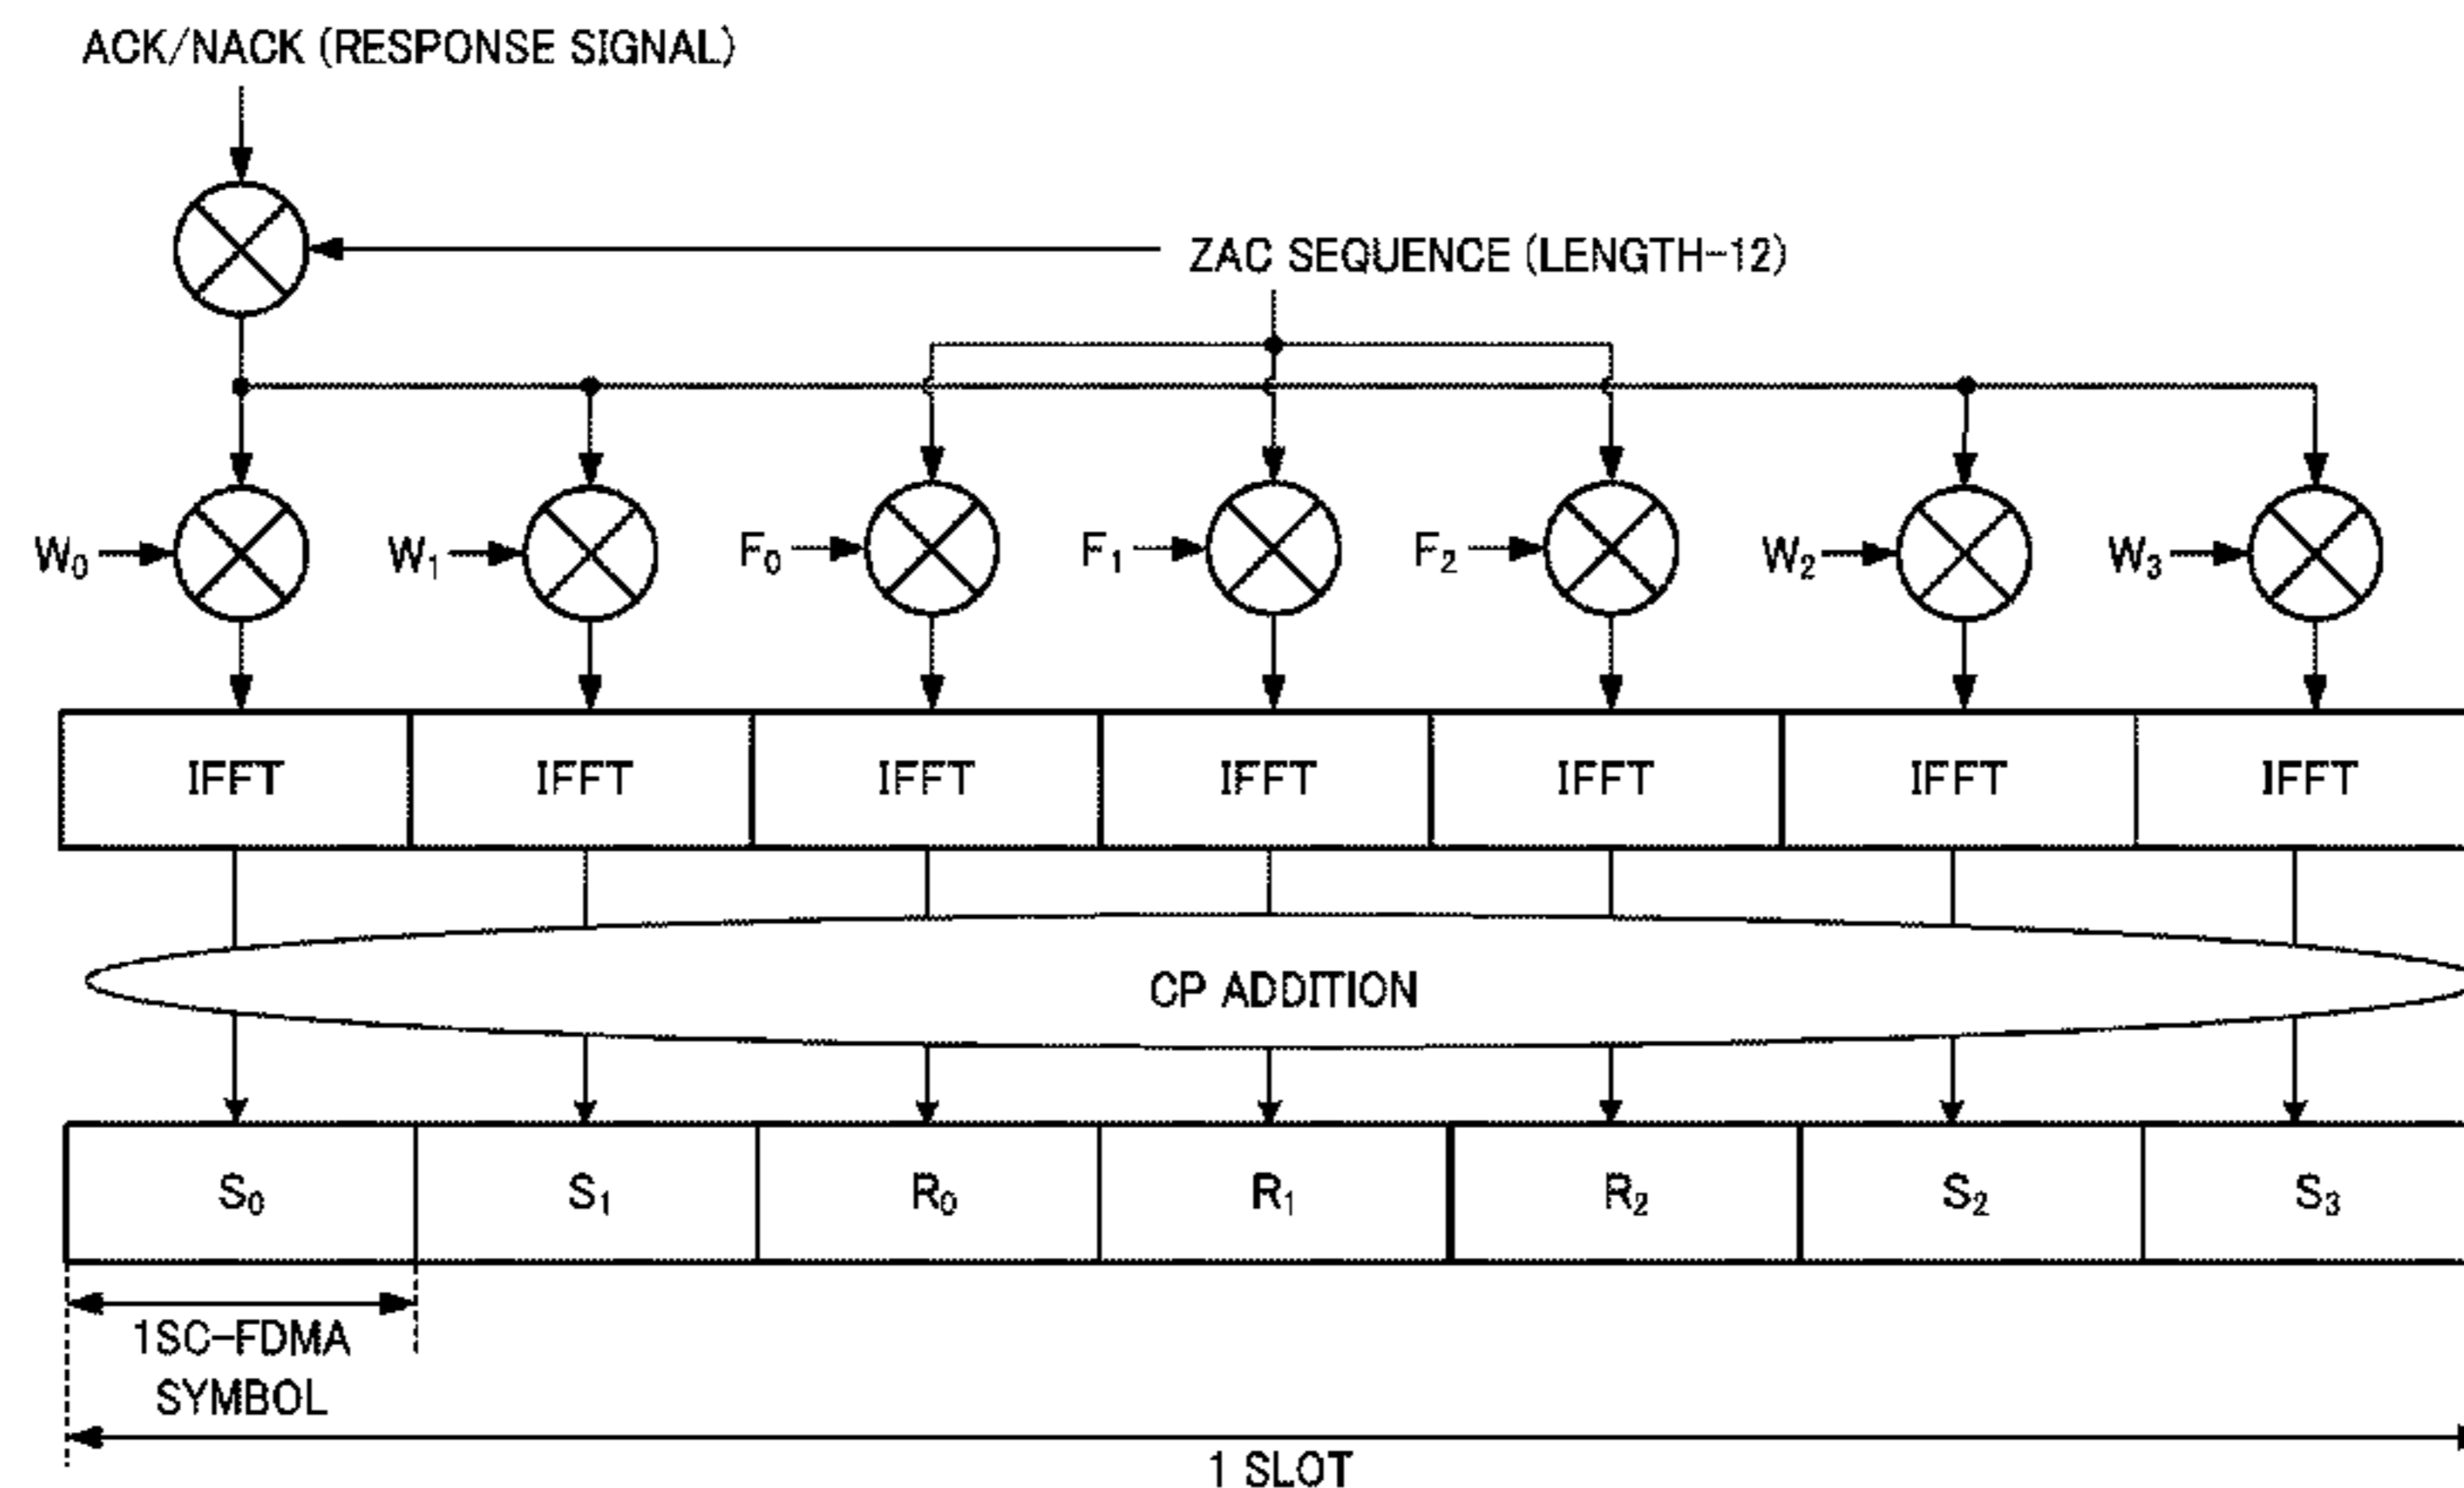 ACK/NACK (RESPONSE SIGNAL)
ZAC SEQUENCE (LENGTH-12)
W₀ W₁ F₀ F₁ F₂ W₂ W₃
IFFT IFFT IFFT IFFT IFFT IFFT IFFT
CP ADDITION
S₀ S₁ R₀ R₁ R₂ S₂ S₃
1SC-FDMA
SYMBOL
1 SLOT